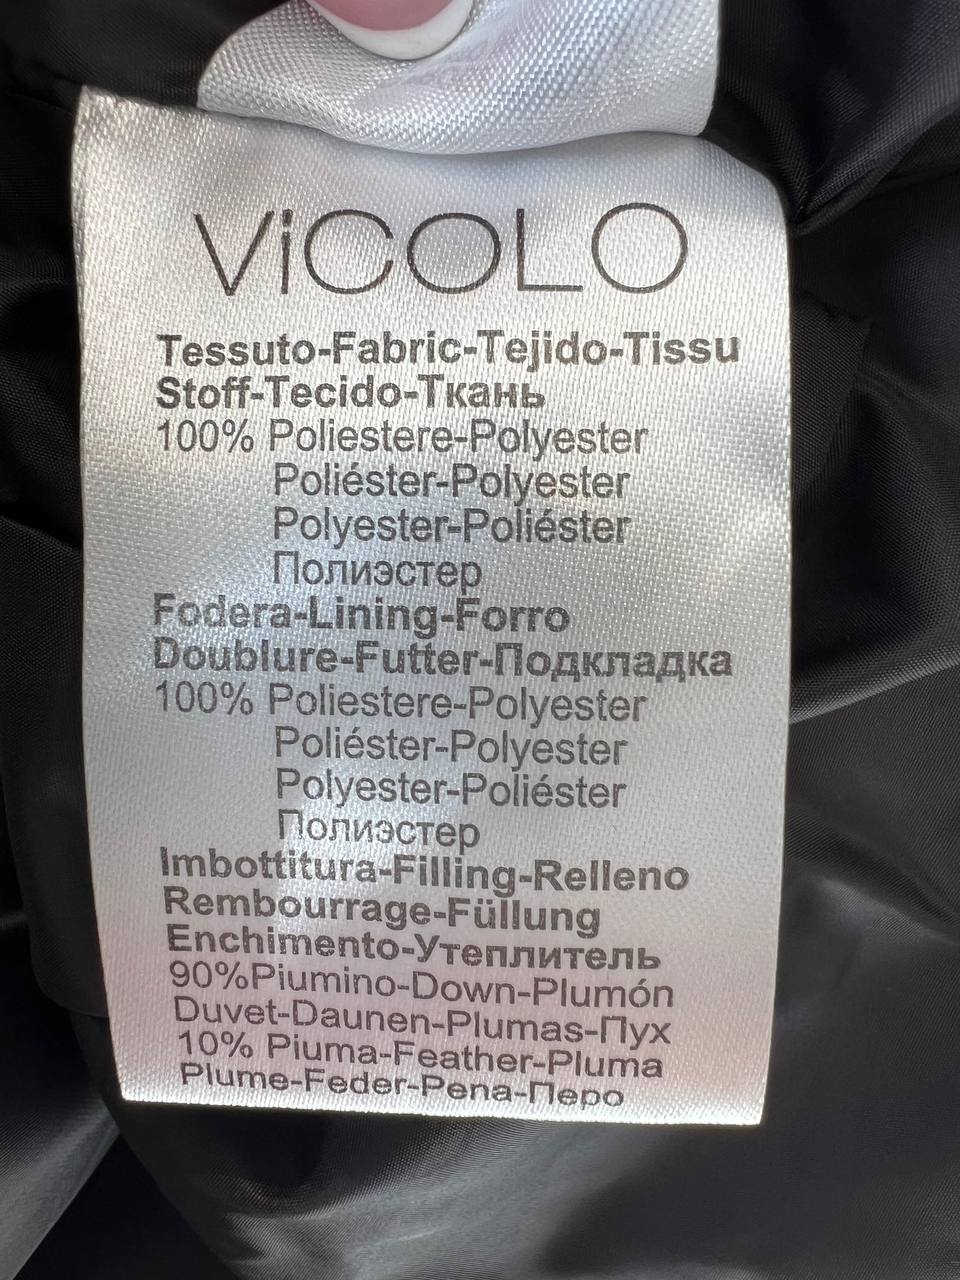 ViCOLO
Tessuto-Fabric-Tejido-Tissu
Stoff-Tecido-Ткань
100% Poliestere-Polyester
Poliéster-Polyester
Polyester-Poliéster
Полиэстер
Fodera-Lining-Forro
Doublure-Futter-Подкладка
100% Poliestere-Polyester
Poliéster-Polyester
Polyester-Poliéster
Полиэстер
Imbottitura-Filling-Relleno
Rembourrage-Füllung
Enchimento-Утеплитель
90%Piumino-Down-Plumón
Duvet-Daunen-Plumas-Пух
10% Piuma-Feather-Pluma
Plume-Feder-Pena-Перо